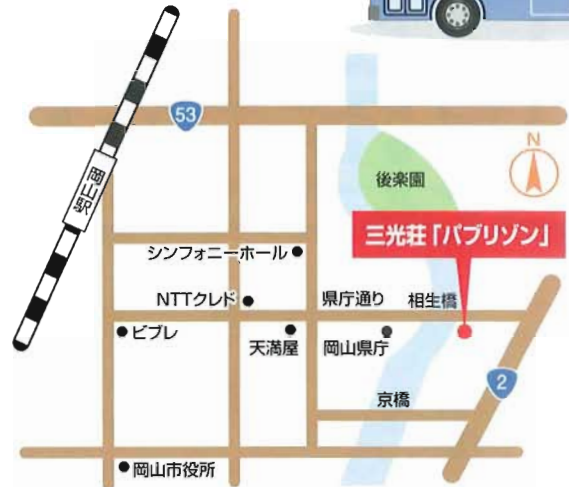 53
N
岡山駅
後楽園
三光荘「パブリゾン」
シンフォニーホール
NTTクレド
県庁通り
相生橋
ビブレ
天満屋
岡山県庁
2
京橋
岡山市役所